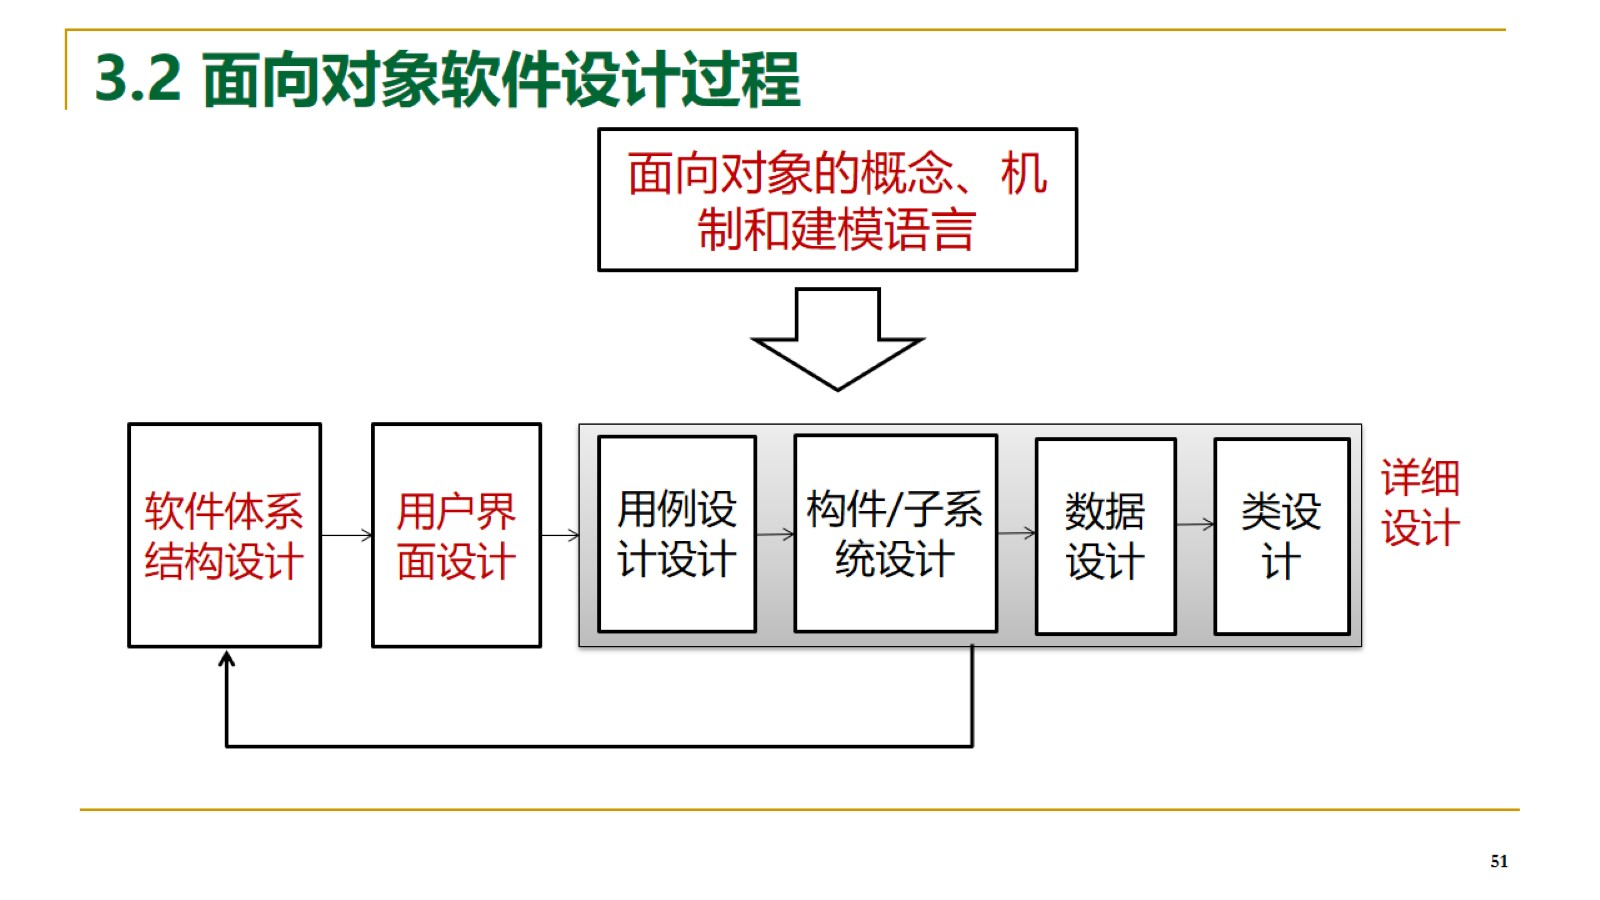 3.2 面向对象软件设计过程
面向对象的概念、机
制和建模语言
软件体系
结构设计
用户界
面设计
用例设
计设计
构件/子系
统设计
数据
设计
类设
计
详细
设计
51